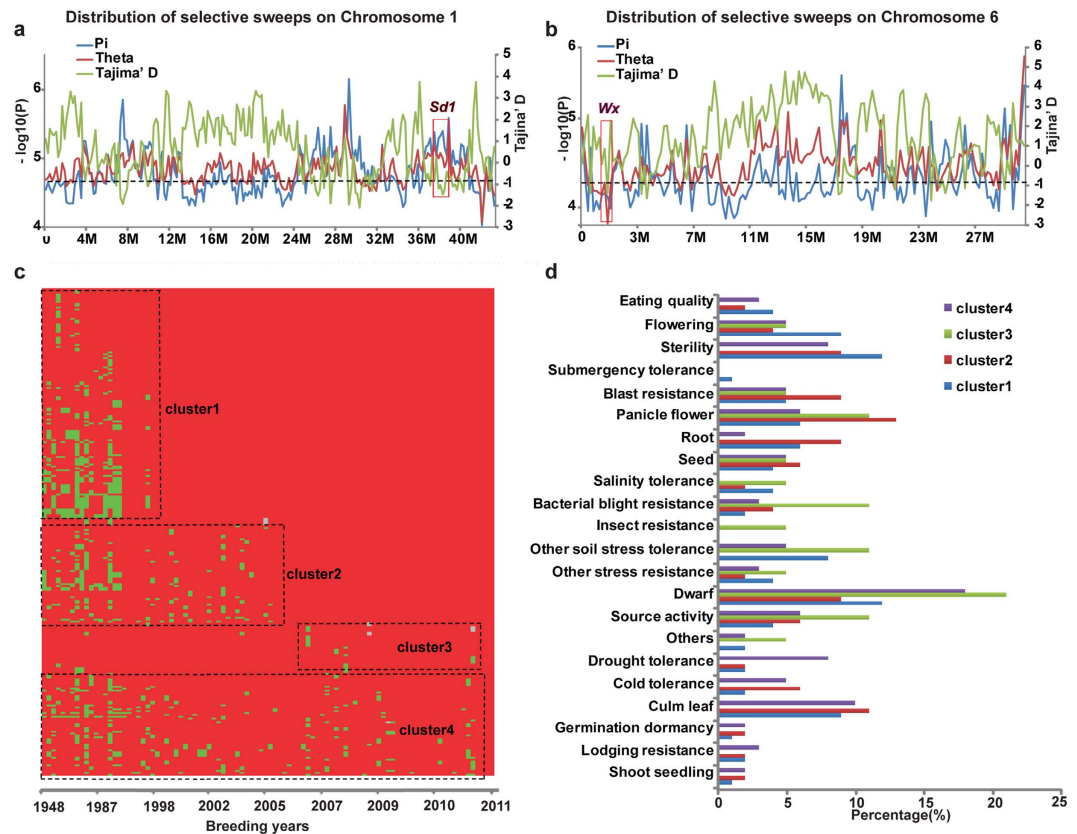 Distribution of selective sweeps on Chromosome 1
a
Pi
Theta
Tajima' D
Sd1
- log10(P)
6
5
4
Tajima' D
5
4
3
2
1
0
-1
-2
-3
0 4M 8M 12M 16M 20M 24M 28M 32M 36M 40M
Distribution of selective sweeps on Chromosome 6
b
Pi
Theta
Tajima' D
Wx
- log10(P)
6
5
4
Tajima' D
6
5
4
3
2
1
0
-1
-2
-3
0 3M 7M 11M 15M 19M 23M 27M
c
cluster1
cluster2
cluster3
cluster4
1948 1987 1998 2002 2005 2007 2008 2010 2011
Breeding years
d
Eating quality
Flowering
Sterility
Submergency tolerance
Blast resistance
Panicle flower
Root
Seed
Salinity tolerance
Bacterial blight resistance
Insect resistance
Other soil stress tolerance
Other stress resistance
Dwarf
Source activity
Others
Drought tolerance
Cold tolerance
Culm leaf
Germination dormancy
Lodging resistance
Shoot seedling
cluster4
cluster3
cluster2
cluster1
0 5 10 15 20 25
Percentage(%)